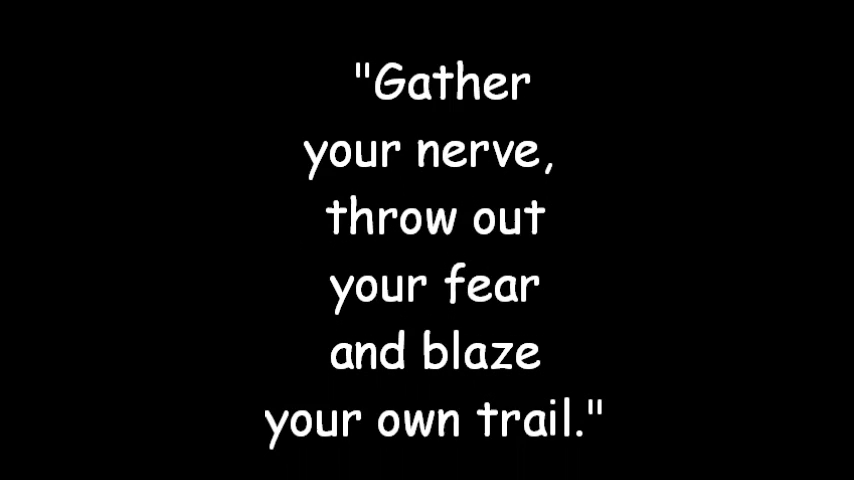 "Gather
your nerve,
throw out
your fear
and blaze
your own trail."